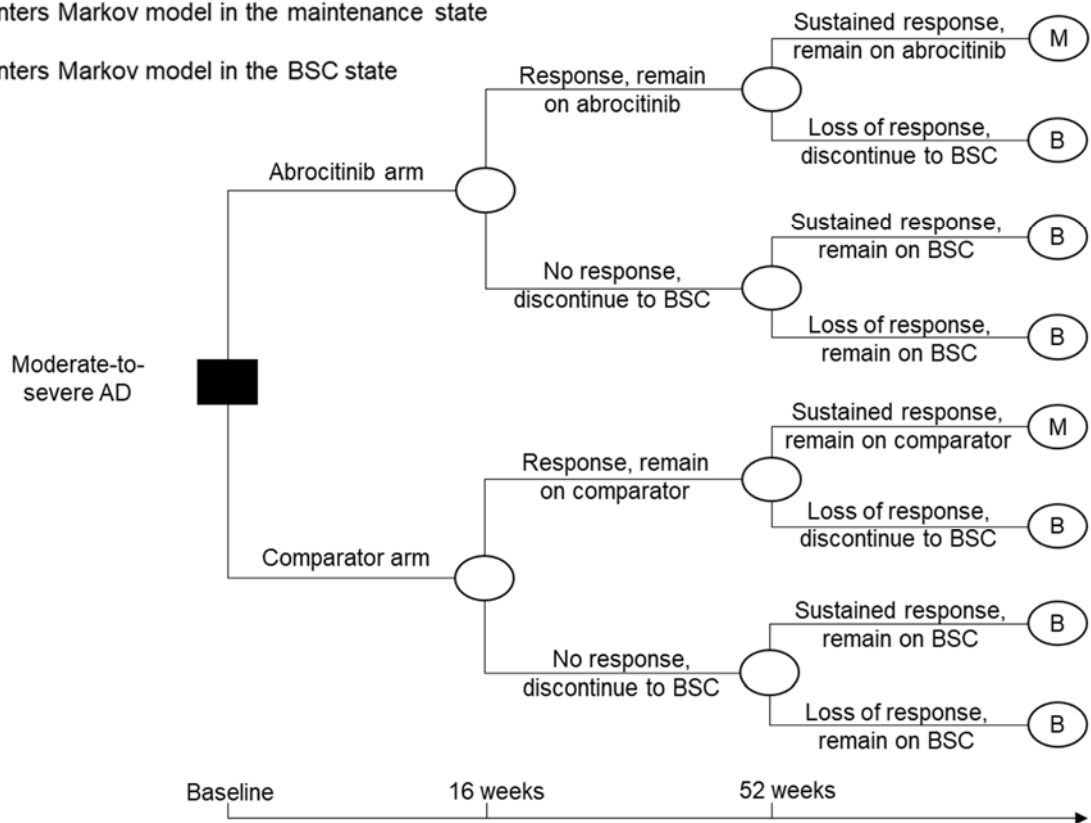 nters Markov model in the maintenance state
nters Markov model in the BSC state
Moderate-to-
severe AD
Abrocitinib arm
Response, remain
on abrocitinib
Sustained response,
remain on abrocitinib
M
Loss of response,
discontinue to BSC
B
No response,
discontinue to BSC
Sustained response,
remain on BSC
B
Loss of response,
remain on BSC
B
Comparator arm
Response, remain
on comparator
Sustained response,
remain on comparator
M
Loss of response,
discontinue to BSC
B
No response,
discontinue to BSC
Sustained response,
remain on BSC
B
Loss of response,
remain on BSC
B
Baseline
16 weeks
52 weeks